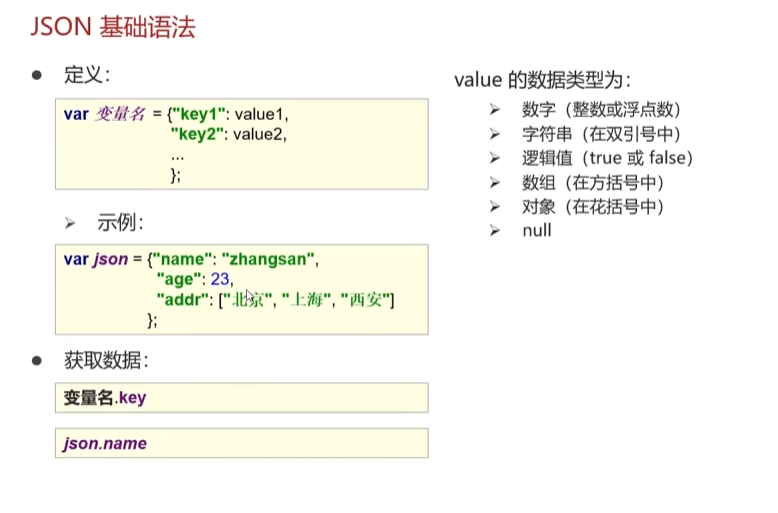 JSON 基础语法
● 定义：
var 变量名 = {"key1": value1,
"key2": value2,
...
};
➢ 示例：
var json = {"name": "zhangsan",
"age": 23,
"addr": ["北京", "上海", "西安"]
};
● 获取数据：
变量名.key
json.name
value 的数据类型为：
➢ 数字（整数或浮点数）
➢ 字符串（在双引号中）
➢ 逻辑值（true 或 false）
➢ 数组（在方括号中）
➢ 对象（在花括号中）
➢ null